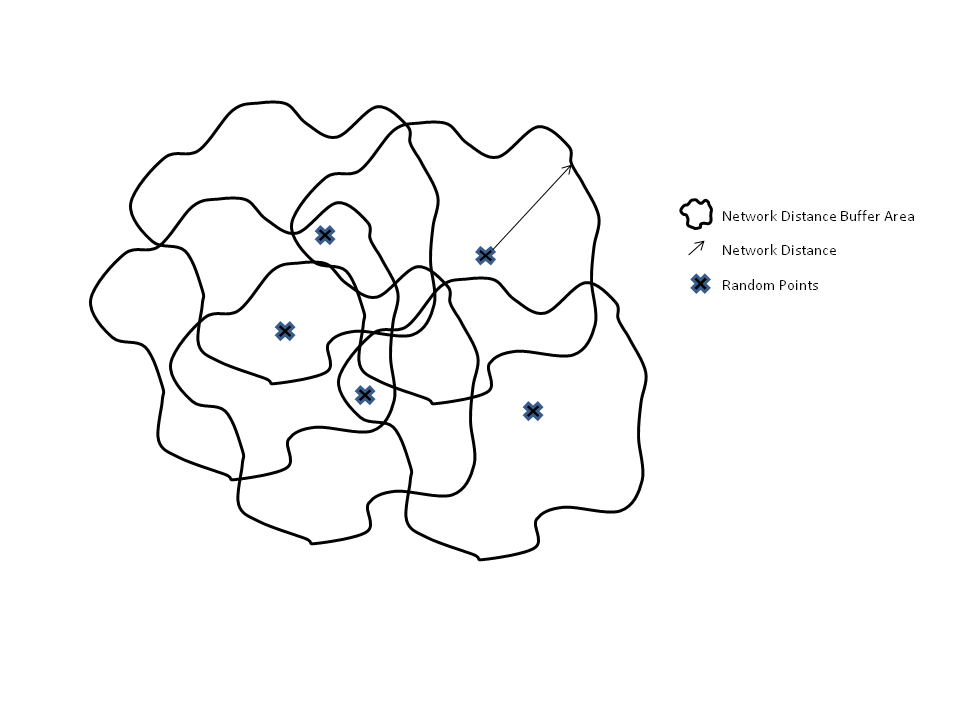 Network Distance Buffer Area
Network Distance
Random Points